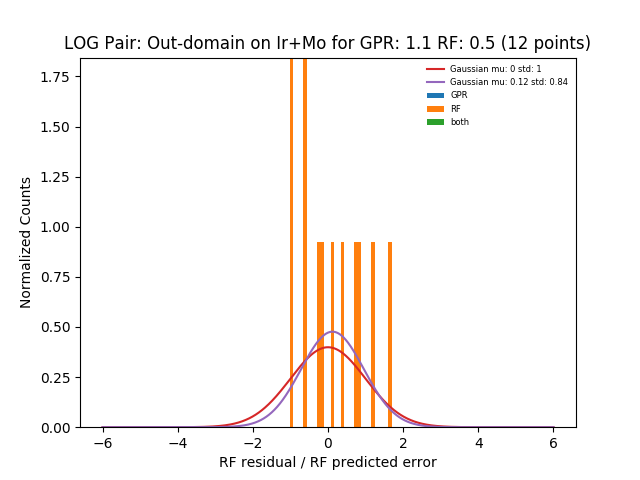 LOG Pair: Out-domain on Ir+Mo for GPR: 1.1 RF: 0.5 (12 points)
Gaussian mu: 0 std: 1
Gaussian mu: 0.12 std: 0.84
GPR
RF
both
Normalized Counts
1.75
1.50
1.25
1.00
0.75
0.50
0.25
0.00
−6 −4 −2 0 2 4 6
RF residual / RF predicted error